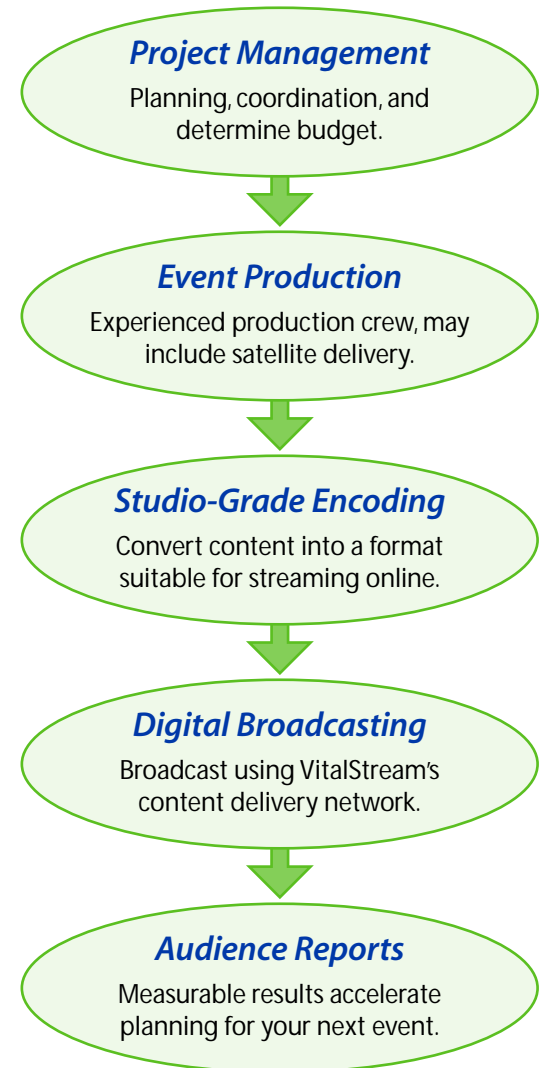 Project Management
Planning, coordination, and
determine budget.
Event Production
Experienced production crew, may
include satellite delivery.
Studio-Grade Encoding
Convert content into a format
suitable for streaming online.
Digital Broadcasting
Broadcast using VitalStream's
content delivery network.
Audience Reports
Measurable results accelerate
planning for your next event.